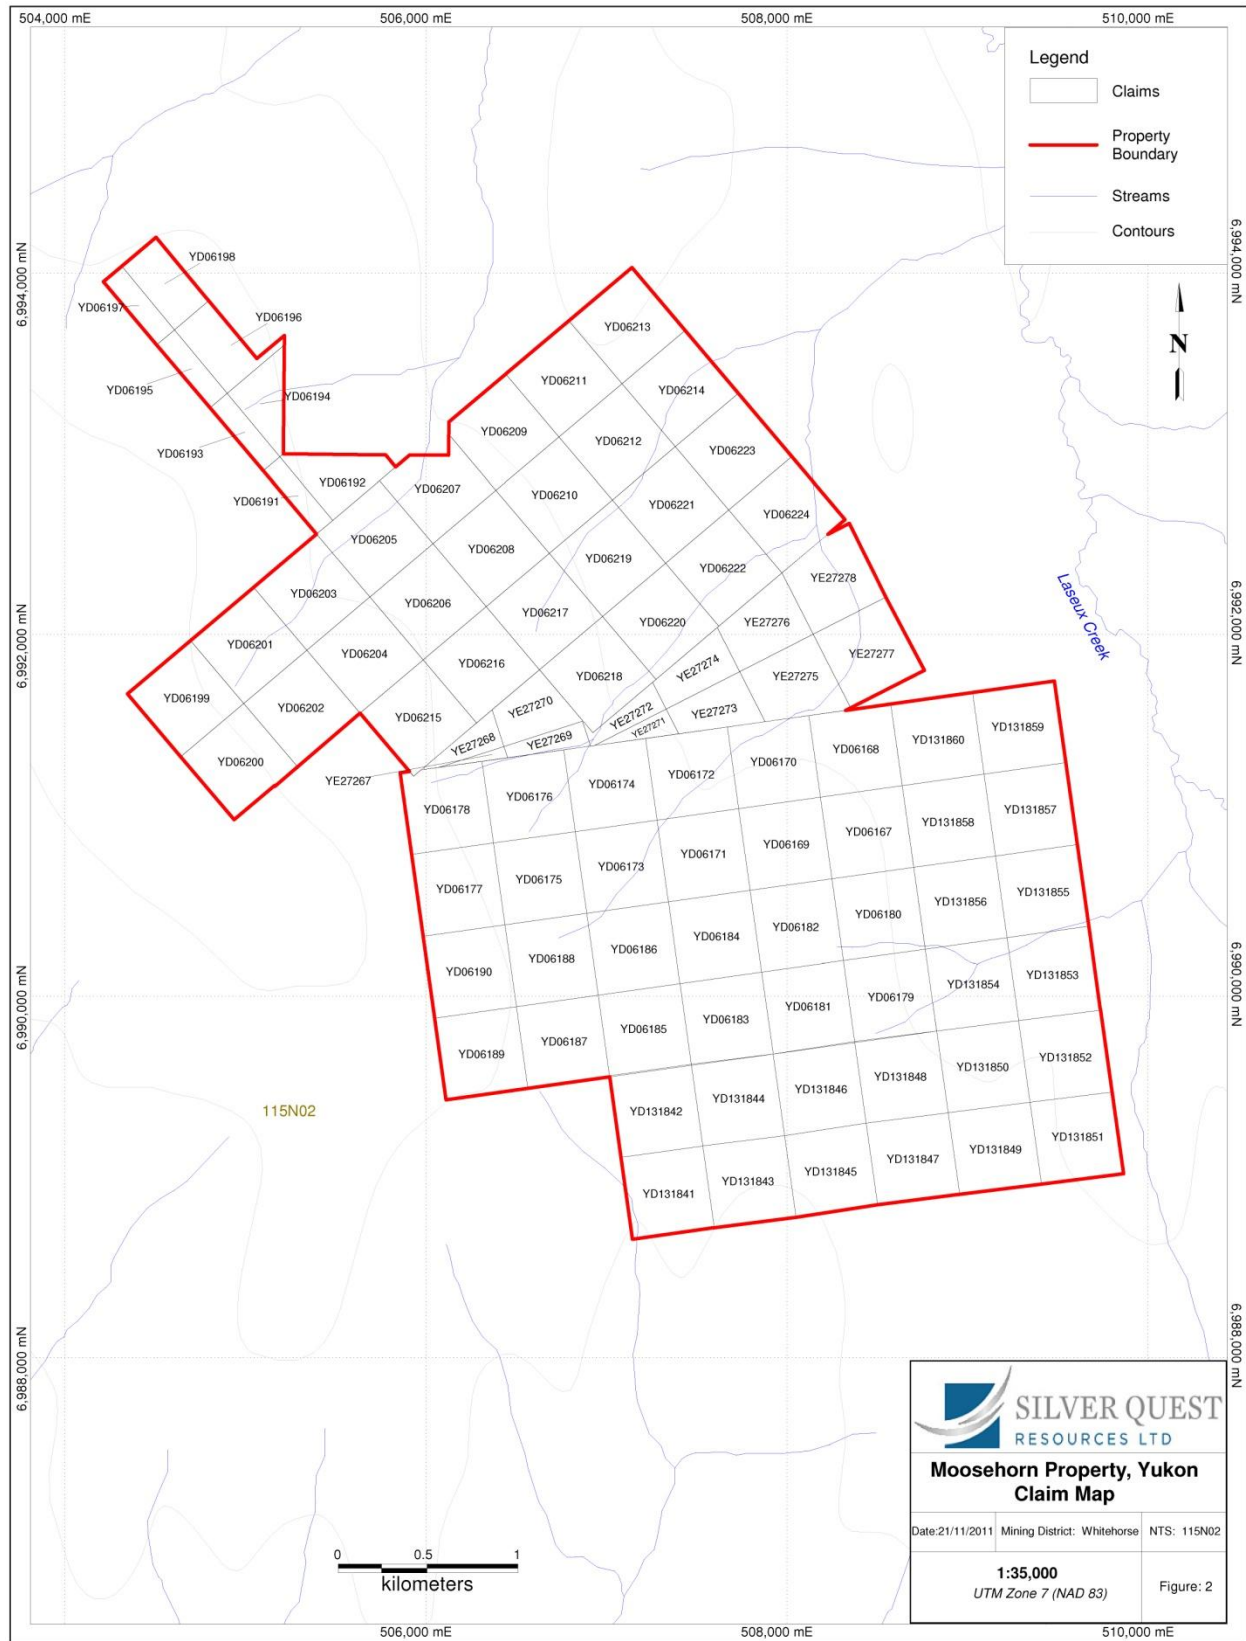 504,000 mE
506,000 mE
508,000 mE
510,000 mE
Legend
Claims
Property
Boundary
Streams
Contours
6,994,000 mN
6,994,000 mN
N
YD06198
YD06197
YD06196
YD06195
YD06194
YD06193
YD06191
YD06192
YD06213
YD06211
YD06214
YD06209
YD06212
YD06223
YD06207
YD06210
YD06221
YD06224
YD06205
YD06208
YD06219
YD06222
YE27278
YD06203
YD06206
YD06217
YD06220
YE27276
YD06201
YD06204
YD06216
YD06218
YE27274
YE27275
YE27277
YD06199
YD06202
YD06215
YE27270
YE27272
YE27273
YE27271
YE27268
YE27269
YD06200
YE27267
Laseux Creek
6,992,000 mN
6,992,000 mN
YD06178
YD06176
YD06174
YD06172
YD06170
YD06168
YD131860
YD131859
YD06177
YD06175
YD06173
YD06171
YD06169
YD06167
YD131858
YD131857
YD06190
YD06188
YD06186
YD06184
YD06182
YD06180
YD131856
YD131855
YD06189
YD06187
YD06185
YD06183
YD06181
YD06179
YD131854
YD131853
YD131842
YD131844
YD131846
YD131848
YD131850
YD131852
YD131841
YD131843
YD131845
YD131847
YD131849
YD131851
6,990,000 mN
6,990,000 mN
115N02
6,988,000 mN
6,988,000 mN
SILVER QUEST
RESOURCES LTD
Moosehorn Property, Yukon
Claim Map
Date:21/11/2011 Mining District: Whitehorse NTS: 115N02
1:35,000
UTM Zone 7 (NAD 83)
Figure: 2
0 0.5 1
kilometers
506,000 mE
508,000 mE
510,000 mE